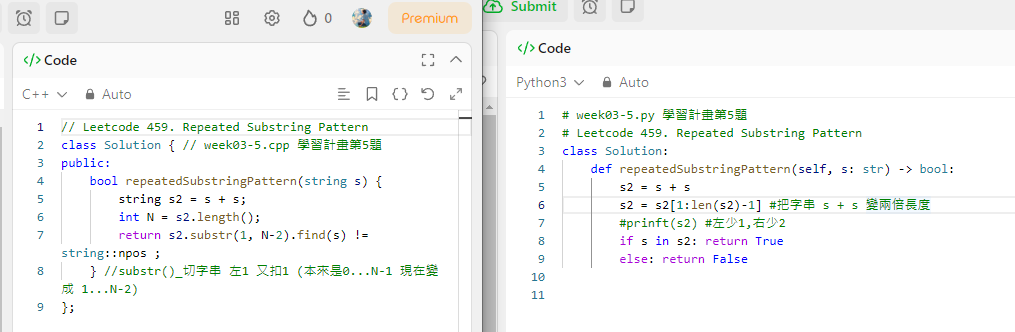 0
Premium
Code
C++
Auto
1 // Leetcode 459. Repeated Substring Pattern
2 class Solution { // week03-5.cpp 學習計畫第5題
3 public:
4 bool repeatedSubstringPattern(string s) {
5 string s2 = s + s;
6 int N = s2.length();
7 return s2.substr(1, N-2).find(s) !=
string::npos ;
8 } //substr()_切字串 左1 又扣1 (本來是0...N-1 現在變
成 1...N-2)
9 };
Submit
Code
Python3
Auto
1 # week03-5.py 學習計畫第5題
2 # Leetcode 459. Repeated Substring Pattern
3 class Solution:
4 def repeatedSubstringPattern(self, s: str) -> bool:
5 s2 = s + s
6 s2 = s2[1:len(s2)-1] #把字串 s + s 變兩倍長度
7 #prinft(s2) #左少1,右少2
8 if s in s2: return True
9 else: return False
10
11